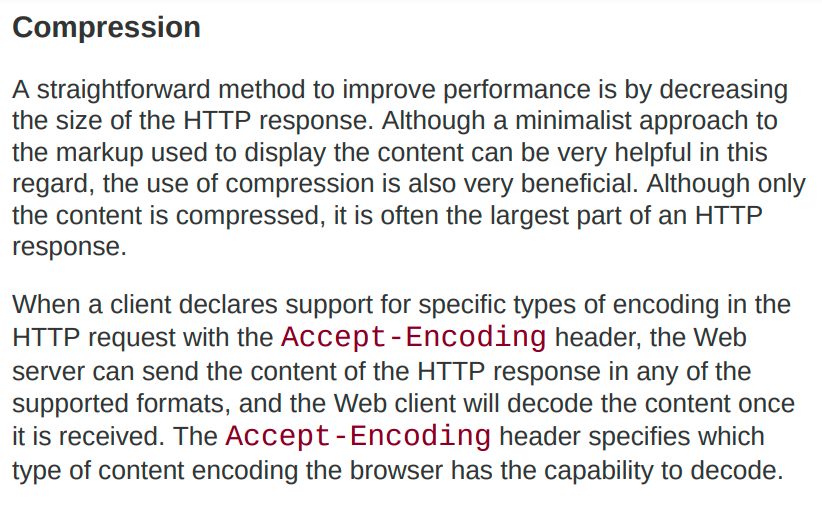 Compression
A straightforward method to improve performance is by decreasing
the size of the HTTP response. Although a minimalist approach to
the markup used to display the content can be very helpful in this
regard, the use of compression is also very beneficial. Although only
the content is compressed, it is often the largest part of an HTTP
response.
When a client declares support for specific types of encoding in the
HTTP request with the Accept-Encoding header, the Web
server can send the content of the HTTP response in any of the
supported formats, and the Web client will decode the content once
it is received. The Accept-Encoding header specifies which
type of content encoding the browser has the capability to decode.